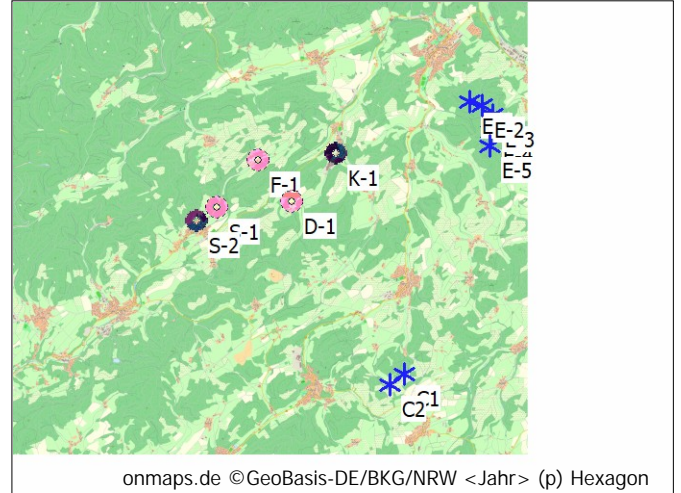 E-2
3
E-5
K-1
F-1
D-1
S-1
S-2
C1
C2
onmaps.de ©GeoBasis-DE/BKG/NRW <Jahr> (p) Hexagon